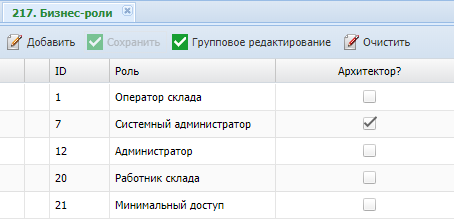 217. Бизнес-роли
Добавить Сохранить Групповое редактирование Очистить
ID Роль Архитектор?
1 Оператор склада
7 Системный администратор
12 Администратор
20 Работник склада
21 Минимальный доступ